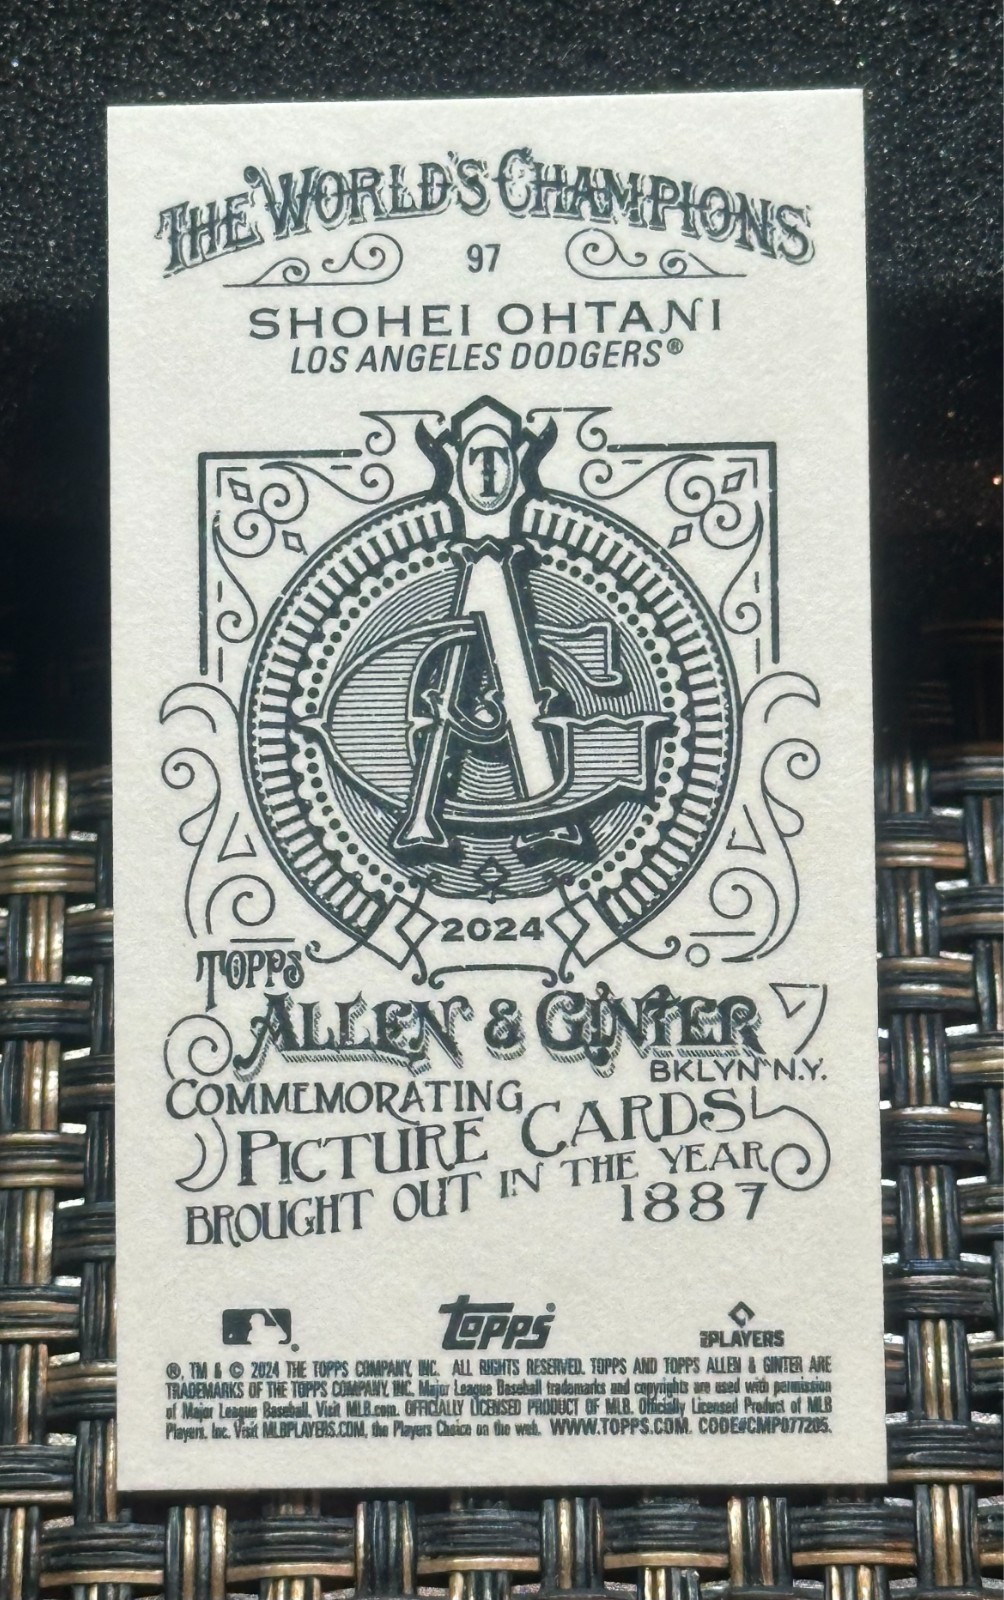 THE WORLD'S CHAMPIONS
97
SHOHEI OHTANI
LOS ANGELES DODGERS®
T
A&G
2024
TOPPS
ALLEN & GINTER
BKLYN N.Y.
COMMEMORATING
PICTURE CARDS
BROUGHT OUT IN THE YEAR
1887
topps
MLB PLAYERS
®, TM & © 2024 THE TOPPS COMPANY, INC. ALL RIGHTS RESERVED. TOPPS AND TOPPS ALLEN & GINTER ARE
TRADEMARKS OF THE TOPPS COMPANY, INC. Major League Baseball trademarks and copyrights are used with permission
of Major League Baseball. Visit MLB.com. OFFICIALLY LICENSED PRODUCT OF MLB. Officially Licensed Product of MLB
Players, Inc. Visit MLBPLAYERS.COM, the Players Choice on the web. WWW.TOPPS.COM. CODE#CMP077205.